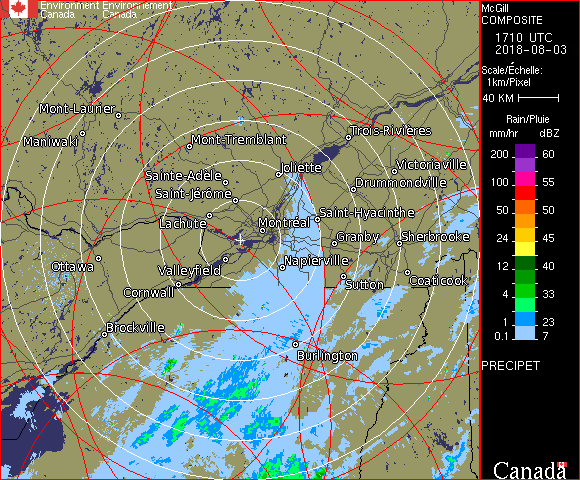 Environment Environnement
Canada Canada
McGill
COMPOSITE
1710 UTC
2018-08-03
Scale/Échelle:
1km/Pixel
40 KM
Rain/Pluie
mm/hr dBZ
200 60
55
100 55
50 50
24 45
12 40
4 33
1 23
0.1 7
PRECIPET
Canada
Mont-Laurier
Maniwaki
Mont-Tremblant
Trois-Rivières
Sainte-Adèle
Joliette
Victoriaville
Saint-Jérôme
Drummondville
Lachute
Montréal
Saint-Hyacinthe
Granby
Sherbrooke
Ottawa
Valleyfield
Napierville
Cornwall
Sutton
Coaticook
Brockville
Burlington